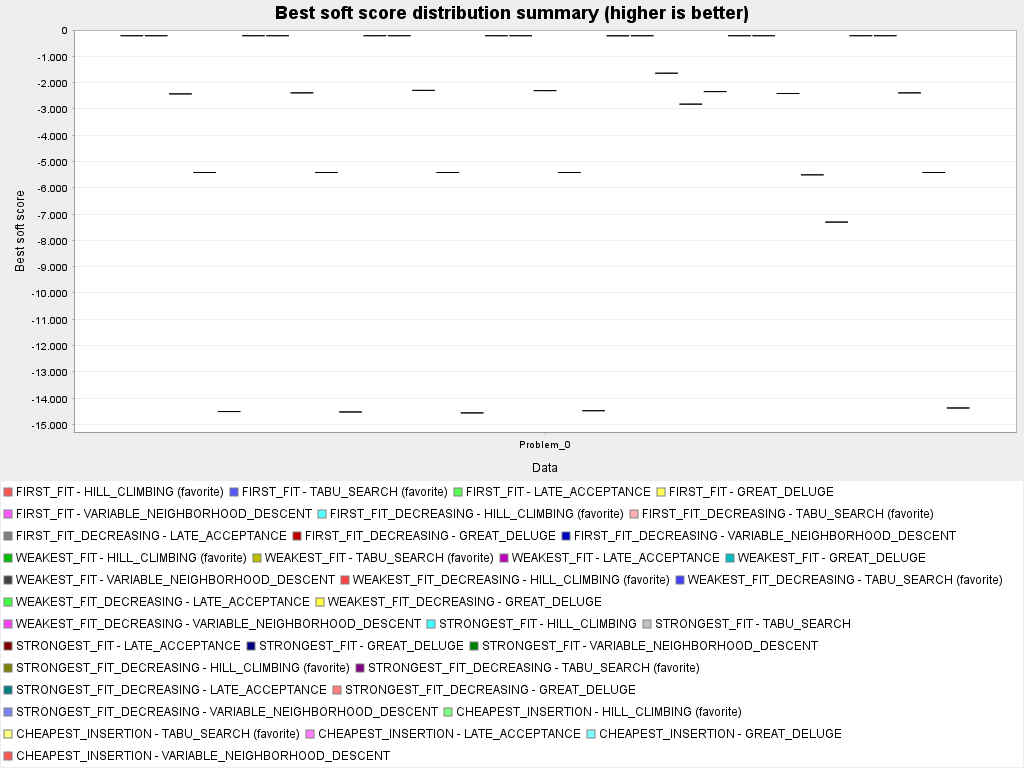 Best soft score distribution summary (higher is better)
0
-1.000
-2.000
-3.000
-4.000
-5.000
-6.000
-7.000
-8.000
-9.000
-10.000
-11.000
-12.000
-13.000
-14.000
-15.000
Best soft score
Problem_0
Data
FIRST_FIT - HILL_CLIMBING (favorite) FIRST_FIT - TABU_SEARCH (favorite) FIRST_FIT - LATE_ACCEPTANCE FIRST_FIT - GREAT_DELUGE
FIRST_FIT - VARIABLE_NEIGHBORHOOD_DESCENT FIRST_FIT_DECREASING - HILL_CLIMBING (favorite) FIRST_FIT_DECREASING - TABU_SEARCH (favorite)
FIRST_FIT_DECREASING - LATE_ACCEPTANCE FIRST_FIT_DECREASING - GREAT_DELUGE FIRST_FIT_DECREASING - VARIABLE_NEIGHBORHOOD_DESCENT
WEAKEST_FIT - HILL_CLIMBING (favorite) WEAKEST_FIT - TABU_SEARCH (favorite) WEAKEST_FIT - LATE_ACCEPTANCE WEAKEST_FIT - GREAT_DELUGE
WEAKEST_FIT - VARIABLE_NEIGHBORHOOD_DESCENT WEAKEST_FIT_DECREASING - HILL_CLIMBING (favorite) WEAKEST_FIT_DECREASING - TABU_SEARCH (favorite)
WEAKEST_FIT_DECREASING - LATE_ACCEPTANCE WEAKEST_FIT_DECREASING - GREAT_DELUGE
WEAKEST_FIT_DECREASING - VARIABLE_NEIGHBORHOOD_DESCENT STRONGEST_FIT - HILL_CLIMBING STRONGEST_FIT - TABU_SEARCH
STRONGEST_FIT - LATE_ACCEPTANCE STRONGEST_FIT - GREAT_DELUGE STRONGEST_FIT - VARIABLE_NEIGHBORHOOD_DESCENT
STRONGEST_FIT_DECREASING - HILL_CLIMBING (favorite) STRONGEST_FIT_DECREASING - TABU_SEARCH (favorite)
STRONGEST_FIT_DECREASING - LATE_ACCEPTANCE STRONGEST_FIT_DECREASING - GREAT_DELUGE
STRONGEST_FIT_DECREASING - VARIABLE_NEIGHBORHOOD_DESCENT CHEAPEST_INSERTION - HILL_CLIMBING (favorite)
CHEAPEST_INSERTION - TABU_SEARCH (favorite) CHEAPEST_INSERTION - LATE_ACCEPTANCE CHEAPEST_INSERTION - GREAT_DELUGE
CHEAPEST_INSERTION - VARIABLE_NEIGHBORHOOD_DESCENT